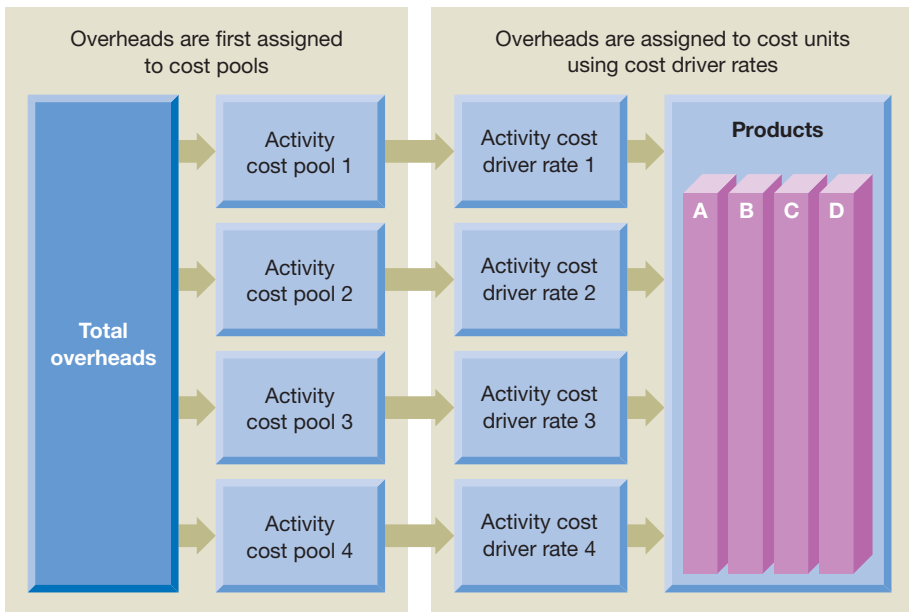 Overheads are first assigned
to cost pools
Overheads are assigned to cost units
using cost driver rates
Total
overheads
Activity
cost pool 1
Activity
cost pool 2
Activity
cost pool 3
Activity
cost pool 4
Activity cost
driver rate 1
Activity cost
driver rate 2
Activity cost
driver rate 3
Activity cost
driver rate 4
Products
A B C D